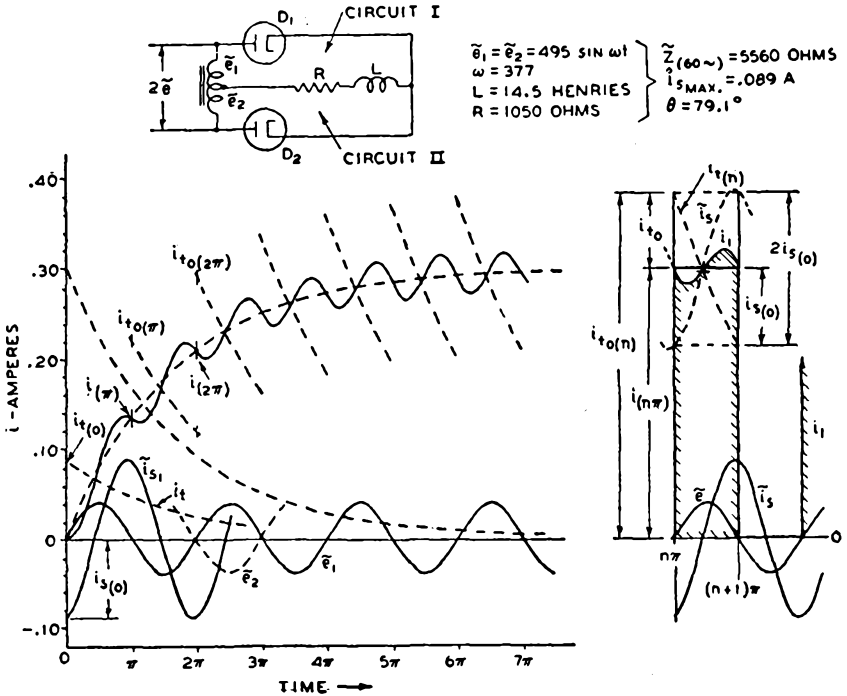 D1
CIRCUIT I
ẽ1
2ẽ
R
L
ẽ2
D2
CIRCUIT II
ẽ1 = ẽ2 = 495 SIN ωt
ω = 377
L = 14.5 HENRIES
R = 1050 OHMS
Z̃(60~) = 5560 OHMS
îs MAX. = .089 A
θ = 79.1°
i - AMPERES
.40
.30
.20
.10
0
-.10
it0(2π)
it0(π)
i(π)
i(2π)
it(0)
ĩs1
it
is(0)
ẽ2
ẽ1
0
π
2π
3π
4π
5π
6π
7π
TIME
it(n)
ĩs
it0
i1
2is(0)
is(0)
it0(n)
i(nπ)
i1
ẽ
ĩs
0
nπ
(n+1)π